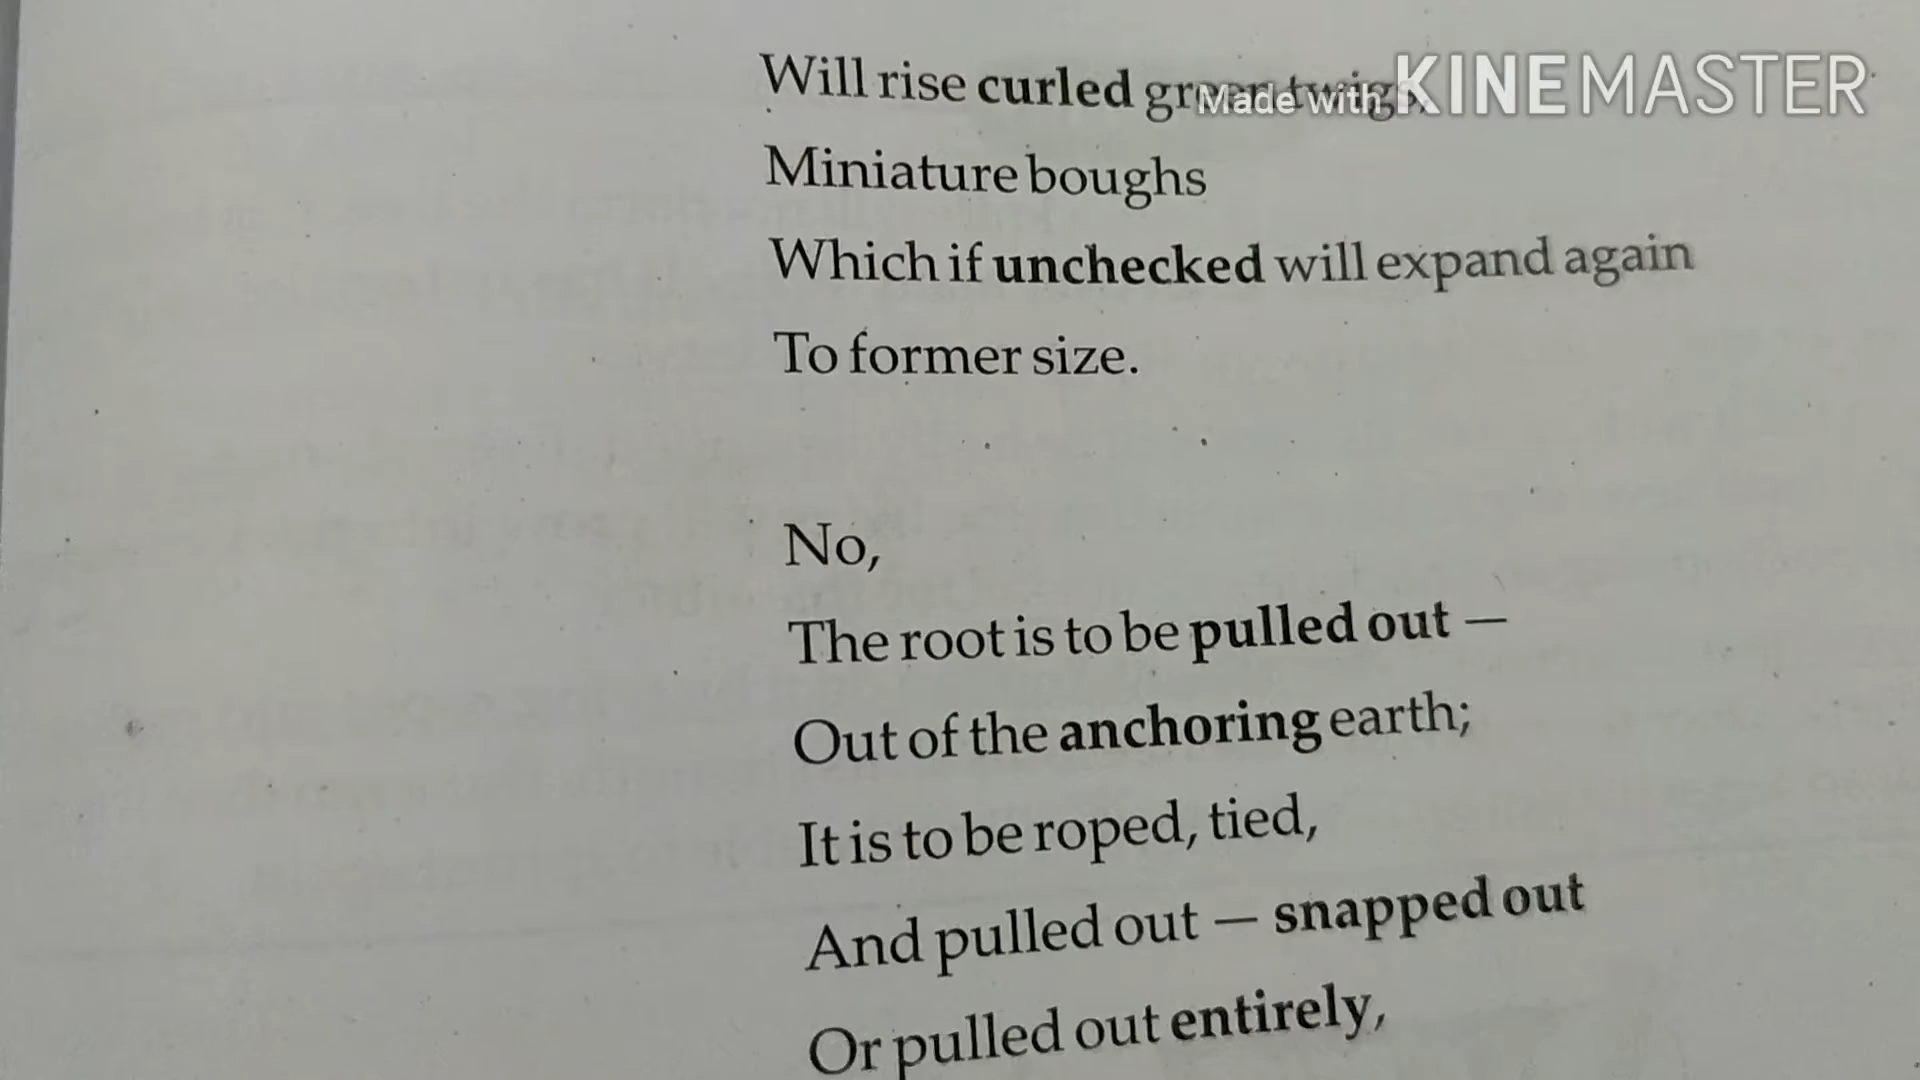 Will rise curled green twigs,
Made with KINEMASTER
Miniature boughs
Which if unchecked will expand again
To former size.
No,
The root is to be pulled out —
Out of the anchoring earth;
It is to be roped, tied,
And pulled out — snapped out
Or pulled out entirely,